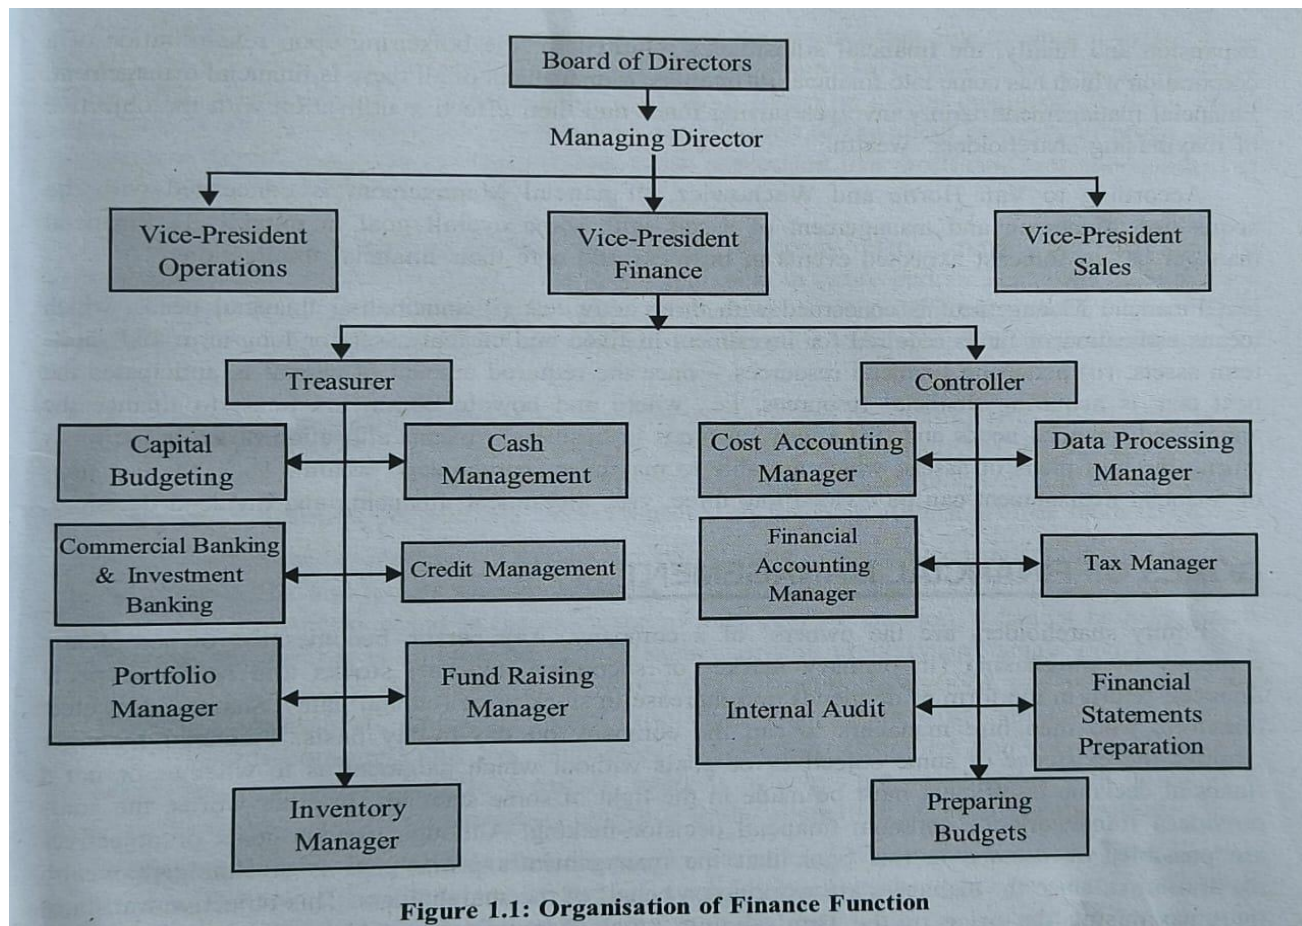 Board of Directors
Managing Director
Vice-President
Operations
Vice-President
Finance
Vice-President
Sales
Treasurer
Controller
Capital
Budgeting
Cash
Management
Cost Accounting
Manager
Data Processing
Manager
Commercial Banking
& Investment
Banking
Credit Management
Financial
Accounting
Manager
Tax Manager
Portfolio
Manager
Fund Raising
Manager
Internal Audit
Financial
Statements
Preparation
Inventory
Manager
Preparing
Budgets
Figure 1.1: Organisation of Finance Function